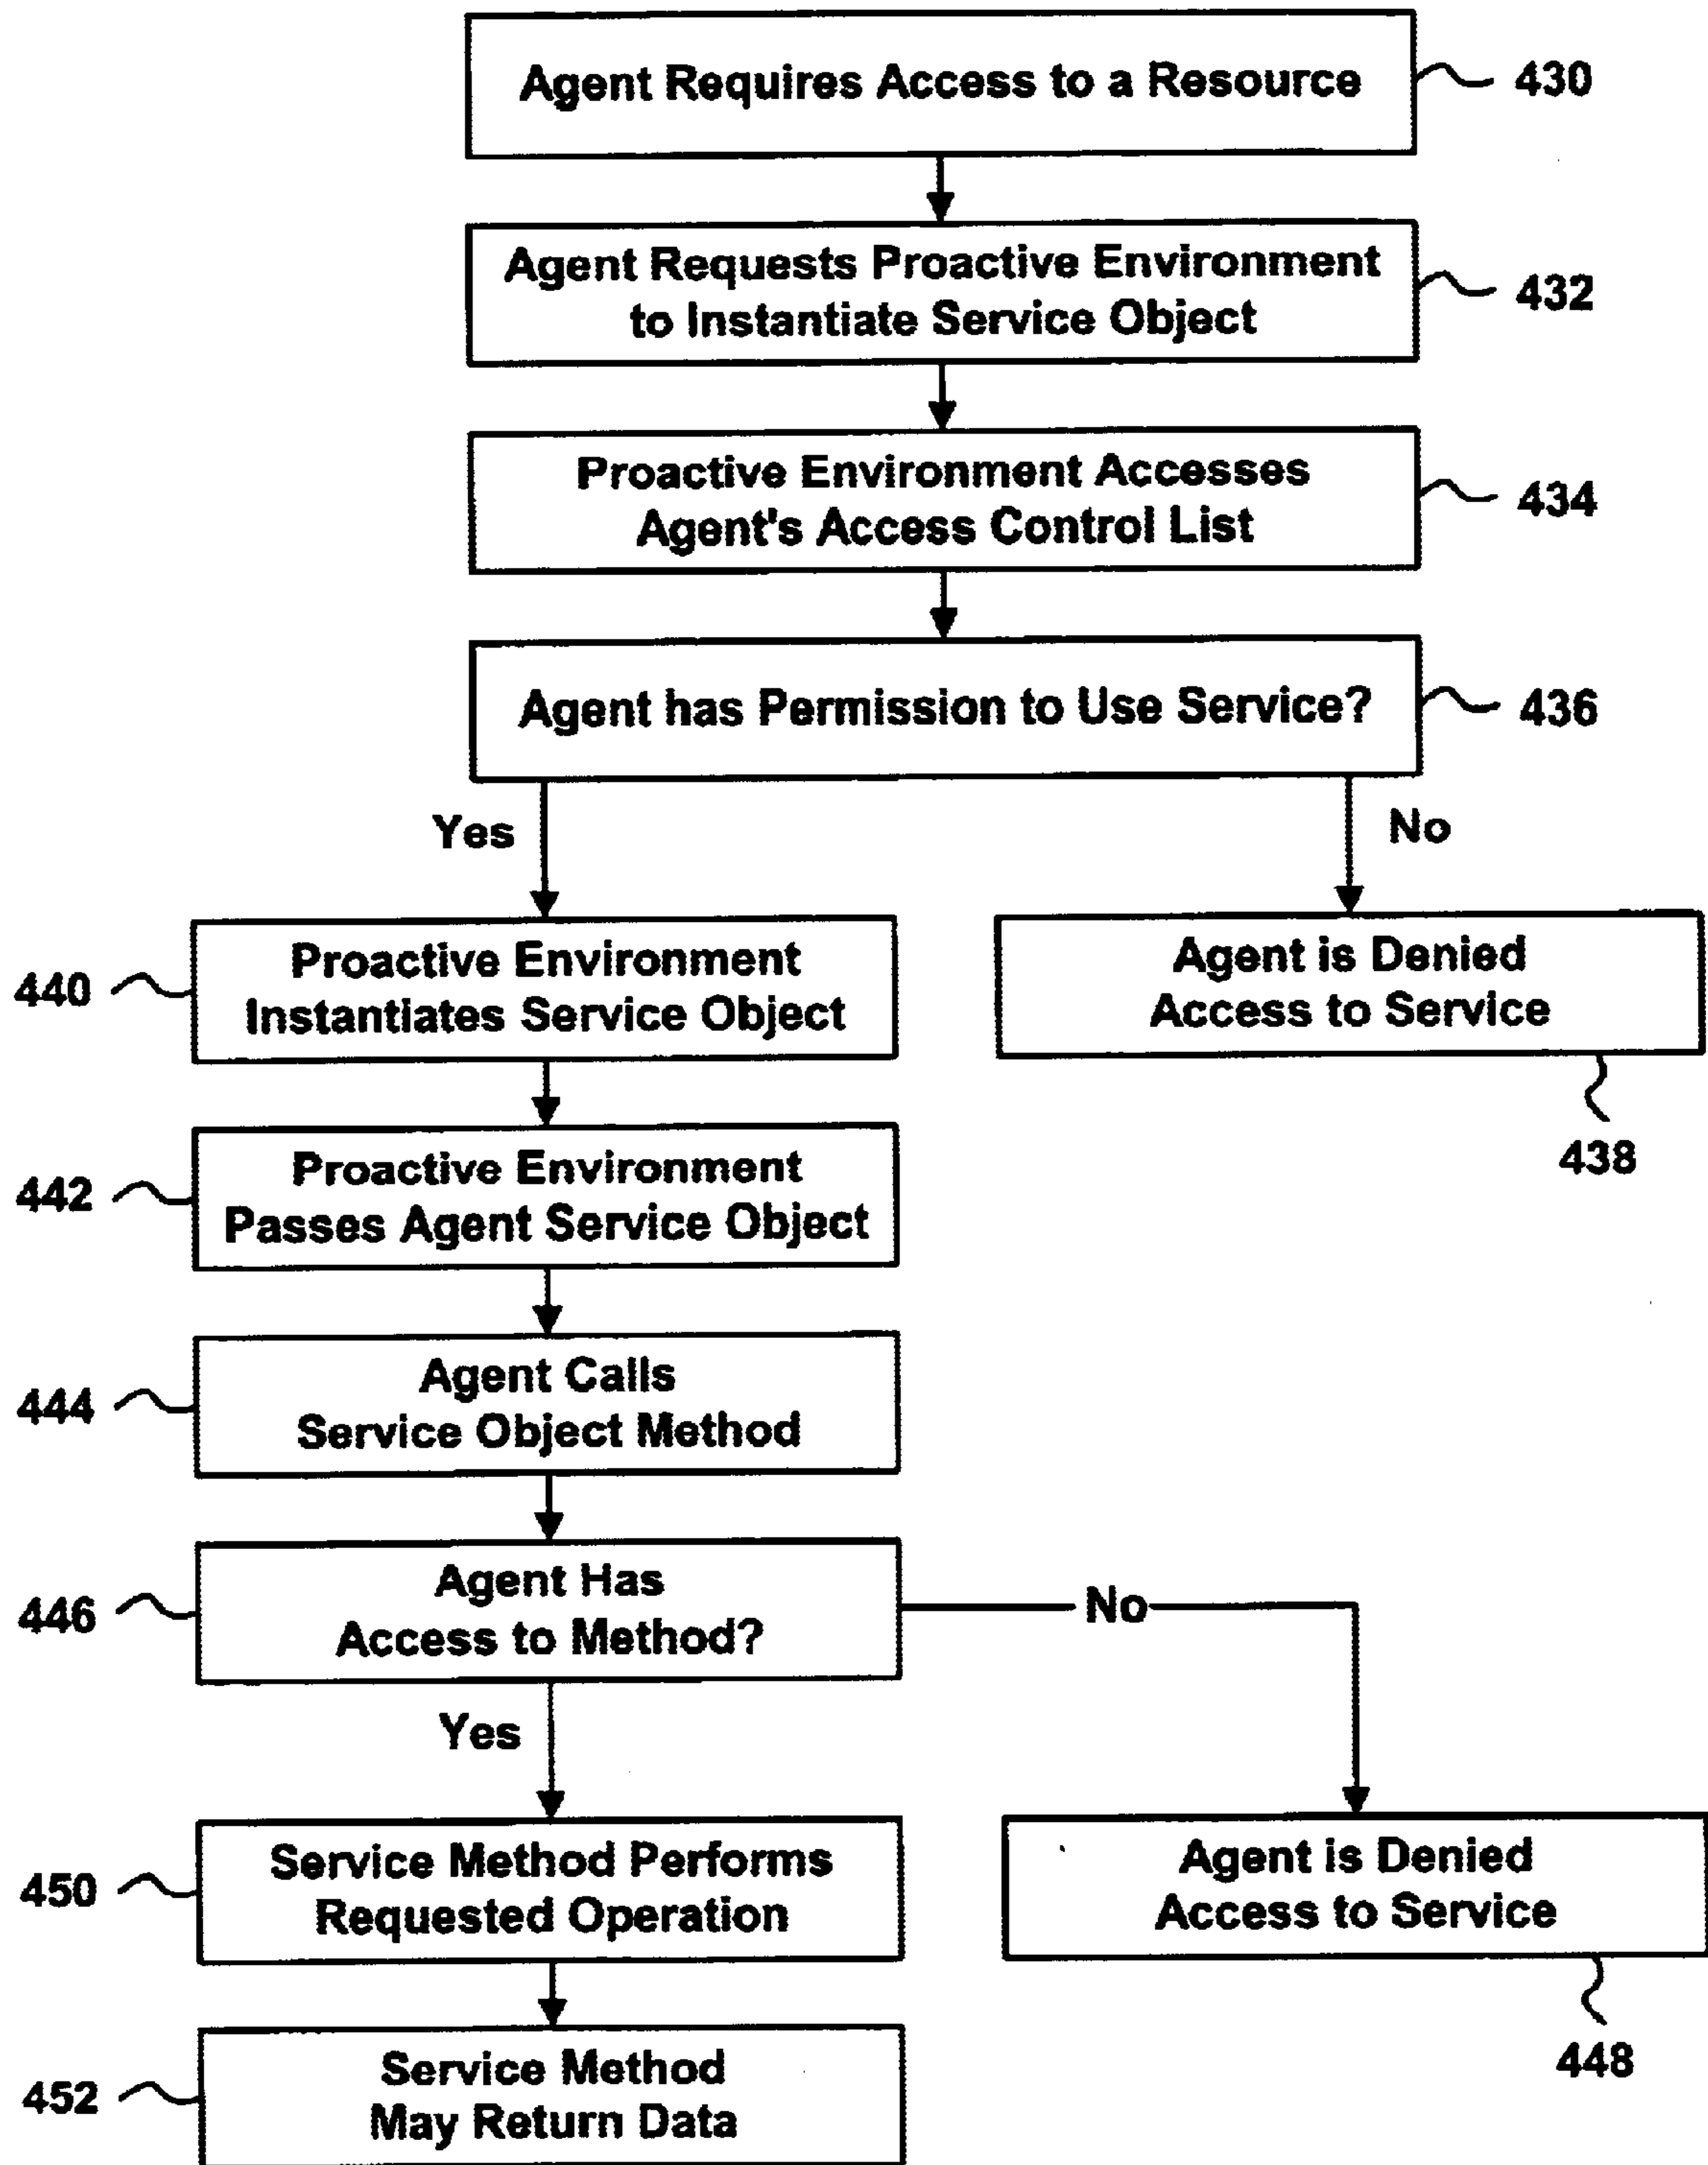 Agent Requires Access to a Resource
430
Agent Requests Proactive Environment
to Instantiate Service Object
432
Proactive Environment Accesses
Agent's Access Control List
434
Agent has Permission to Use Service?
436
Yes
No
440
Proactive Environment
Instantiates Service Object
Agent is Denied
Access to Service
438
442
Proactive Environment
Passes Agent Service Object
444
Agent Calls
Service Object Method
446
Agent Has
Access to Method?
No
Yes
450
Service Method Performs
Requested Operation
Agent is Denied
Access to Service
448
452
Service Method
May Return Data